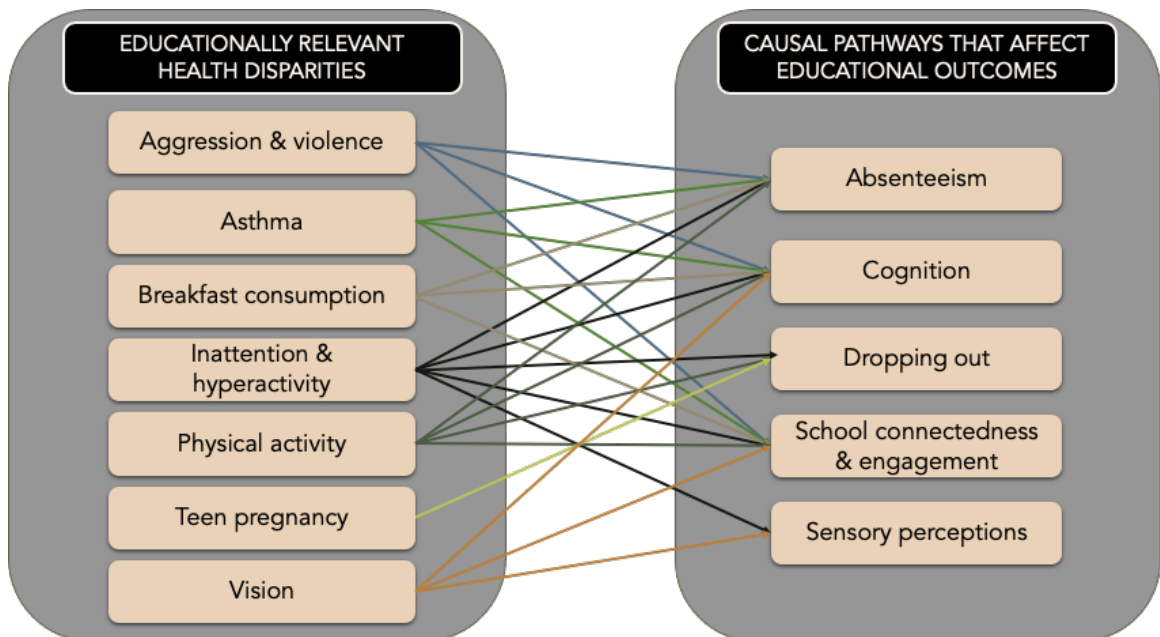 EDUCATIONALLY RELEVANT
HEALTH DISPARITIES
Aggression & violence
Asthma
Breakfast consumption
Inattention &
hyperactivity
Physical activity
Teen pregnancy
Vision
CAUSAL PATHWAYS THAT AFFECT
EDUCATIONAL OUTCOMES
Absenteeism
Cognition
Dropping out
School connectedness
& engagement
Sensory perceptions